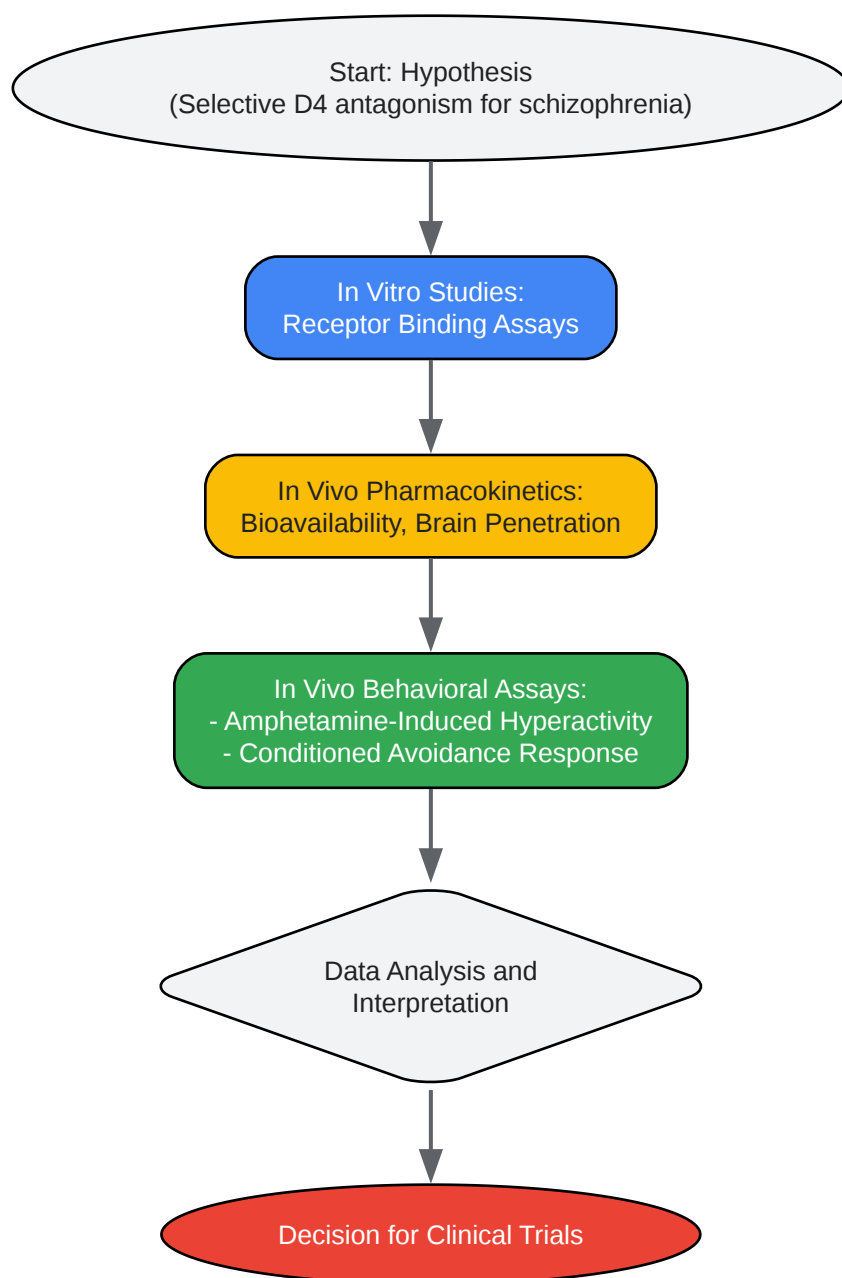 Start: Hypothesis
(Selective D4 antagonism for schizophrenia)
In Vitro Studies:
Receptor Binding Assays
In Vivo Pharmacokinetics:
Bioavailability, Brain Penetration
In Vivo Behavioral Assays:
- Amphetamine-Induced Hyperactivity
- Conditioned Avoidance Response
Data Analysis and
Interpretation
Decision for Clinical Trials